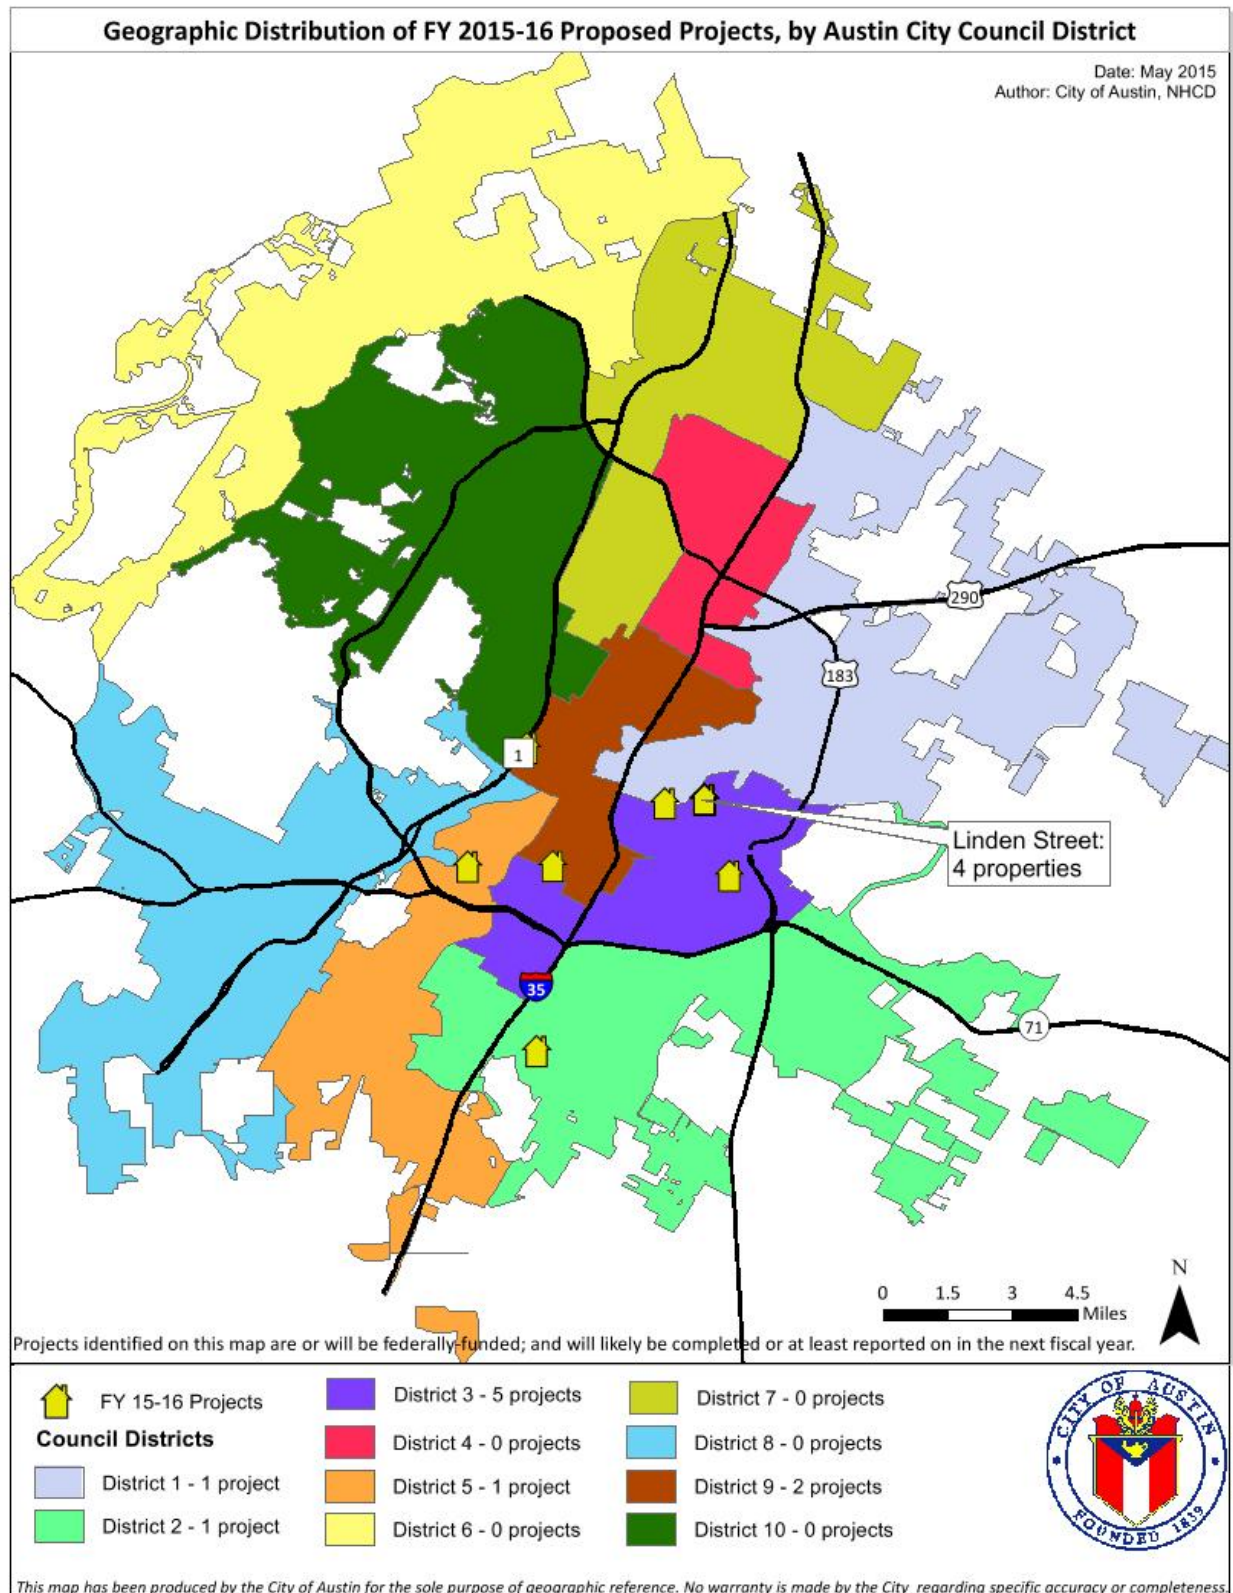 Geographic Distribution of FY 2015-16 Proposed Projects, by Austin City Council District
Date: May 2015
Author: City of Austin, NHCD
290
183
1
Linden Street:
4 properties
35
71
N
0 1.5 3 4.5
Miles
Projects identified on this map are or will be federally-funded; and will likely be completed or at least reported on in the next fiscal year.
FY 15-16 Projects
Council Districts
District 1 - 1 project
District 2 - 1 project
District 3 - 5 projects
District 4 - 0 projects
District 5 - 1 project
District 6 - 0 projects
District 7 - 0 projects
District 8 - 0 projects
District 9 - 2 projects
District 10 - 0 projects
CITY OF AUSTIN
FOUNDED 1839
This map has been produced by the City of Austin for the sole purpose of geographic reference. No warranty is made by the City regarding specific accuracy or completeness.